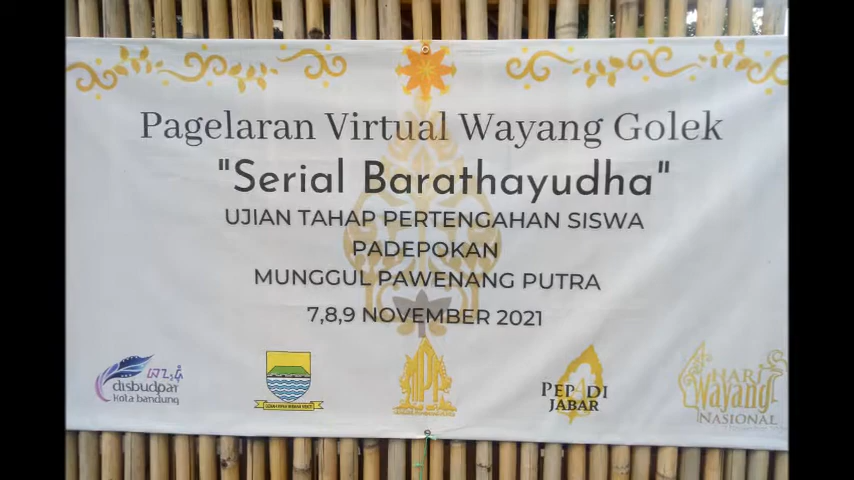 Pagelaran Virtual Wayang Golek
"Serial Barathayudha"
UJIAN TAHAP PERTENGAHAN SISWA
PADEPOKAN
MUNGGUL PAWENANG PUTRA
7,8,9 NOVEMBER 2021
disbudpar
kota bandung
MPP
PEPADI
JABAR
HARI
Wayang
NASIONAL